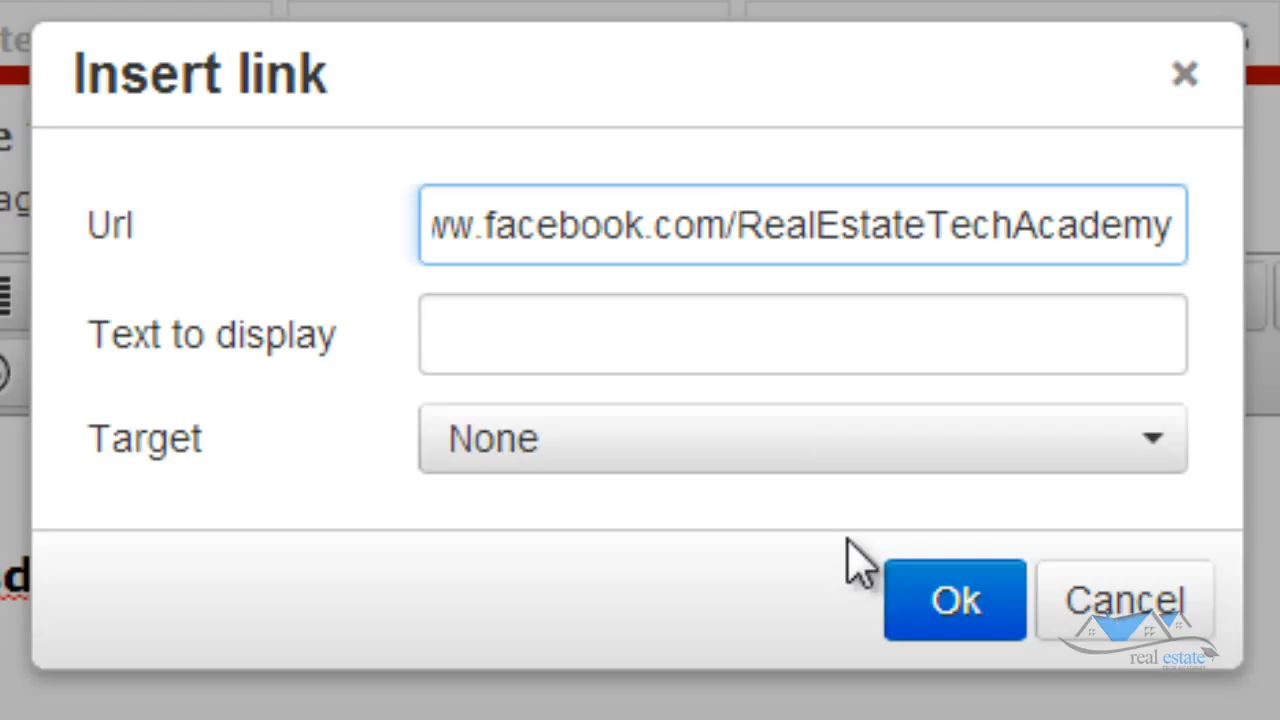 Insert link
×
Url
ww.facebook.com/RealEstateTechAcademy
Text to display
Target
None
Ok
Cancel
real estate